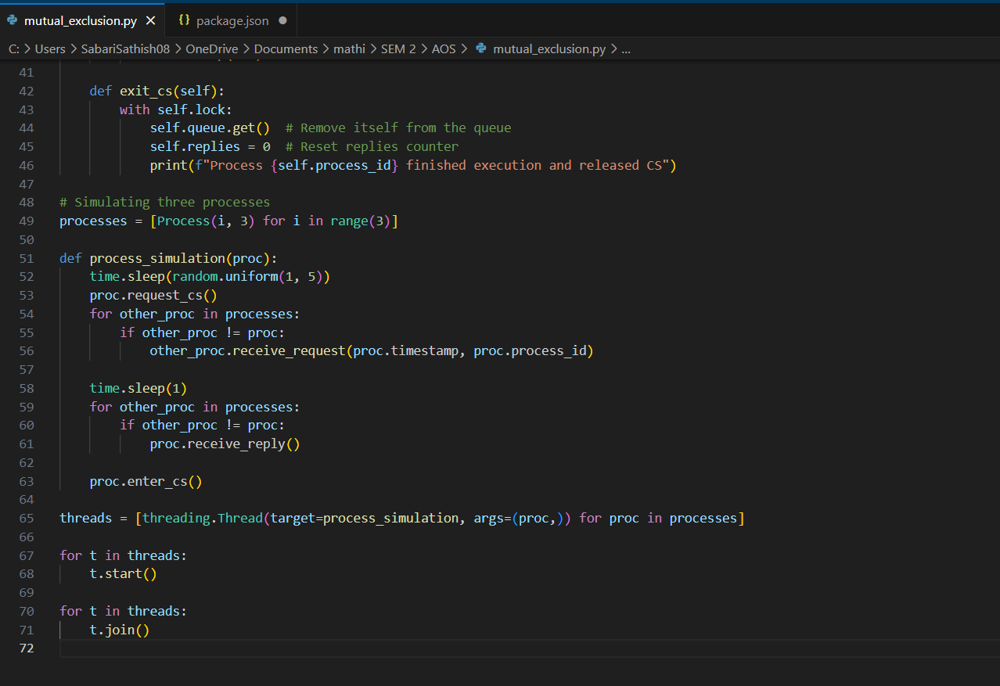 mutual_exclusion.py
package.json
C: > Users > SabariSathish08 > OneDrive > Documents > mathi > SEM 2 > AOS > mutual_exclusion.py > ...
41
42     def exit_cs(self):
43         with self.lock:
44             self.queue.get()  # Remove itself from the queue
45             self.replies = 0  # Reset replies counter
46             print(f"Process {self.process_id} finished execution and released CS")
47
48 # Simulating three processes
49 processes = [Process(i, 3) for i in range(3)]
50
51 def process_simulation(proc):
52     time.sleep(random.uniform(1, 5))
53     proc.request_cs()
54     for other_proc in processes:
55         if other_proc != proc:
56             other_proc.receive_request(proc.timestamp, proc.process_id)
57
58     time.sleep(1)
59     for other_proc in processes:
60         if other_proc != proc:
61             proc.receive_reply()
62
63     proc.enter_cs()
64
65 threads = [threading.Thread(target=process_simulation, args=(proc,)) for proc in processes]
66
67 for t in threads:
68     t.start()
69
70 for t in threads:
71     t.join()
72